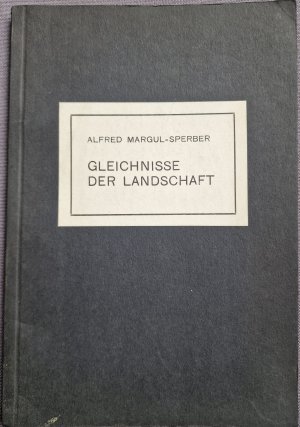 ALFRED MARGUL-SPERBER
GLEICHNISSE
DER LANDSCHAFT